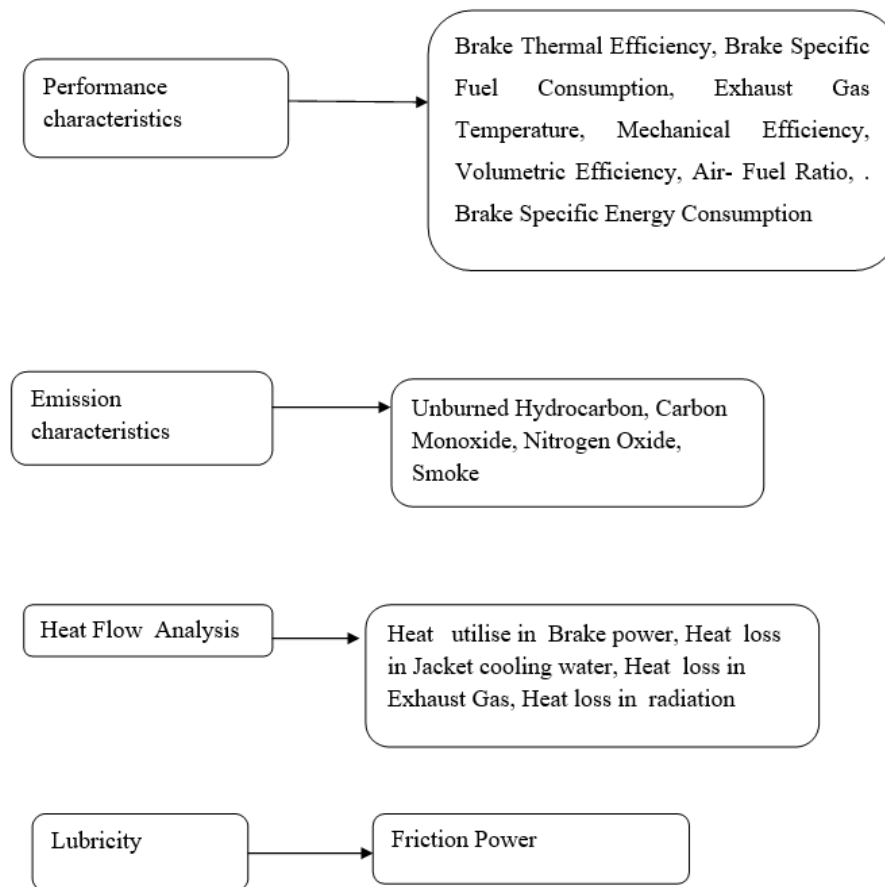 Performance
characteristics
Brake Thermal Efficiency, Brake Specific
Fuel Consumption, Exhaust Gas
Temperature, Mechanical Efficiency,
Volumetric Efficiency, Air- Fuel Ratio, .
Brake Specific Energy Consumption
Emission
characteristics
Unburned Hydrocarbon, Carbon
Monoxide, Nitrogen Oxide,
Smoke
Heat Flow Analysis
Heat utilise in Brake power, Heat loss
in Jacket cooling water, Heat loss in
Exhaust Gas, Heat loss in radiation
Lubricity
Friction Power